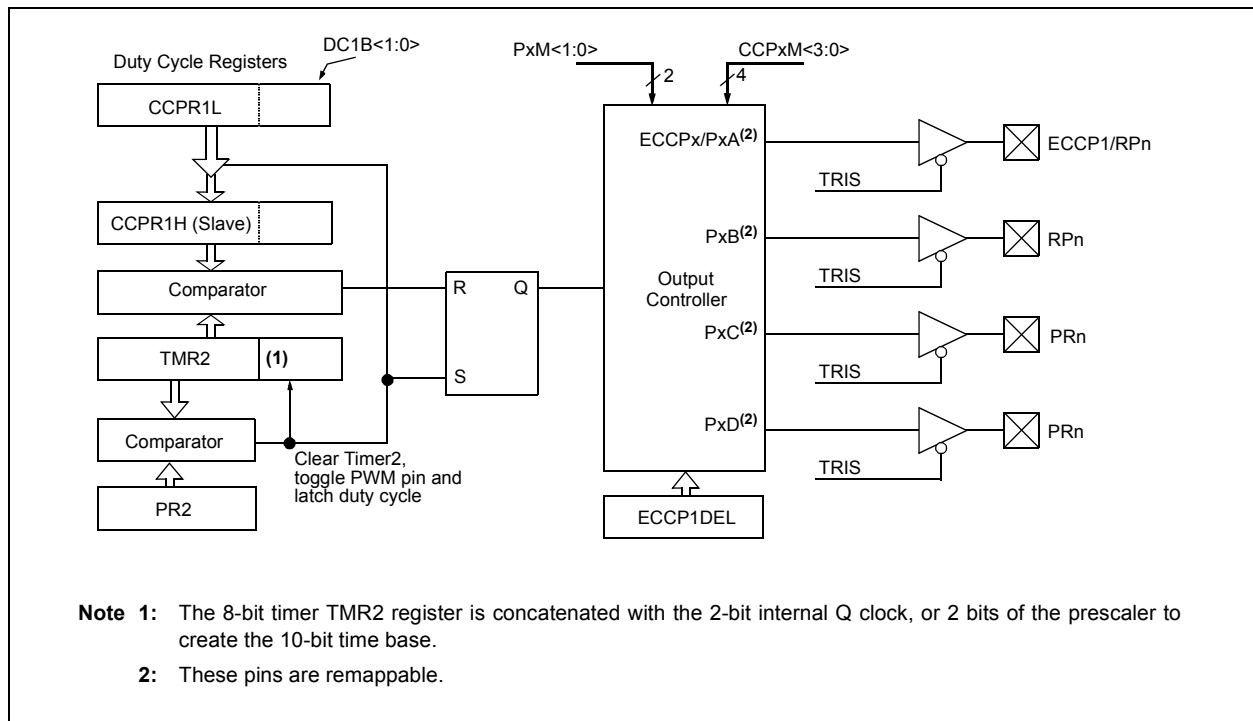 DC1B<1:0>
Duty Cycle Registers
CCPR1L
CCPR1H (Slave)
Comparator
TMR2
(1)
Comparator
PR2
Clear Timer2,
toggle PWM pin and
latch duty cycle
R
Q
S
PxM<1:0>
2
CCPxM<3:0>
4
ECCPx/PxA(2)
PxB(2)
Output
Controller
PxC(2)
PxD(2)
ECCP1DEL
TRIS
ECCP1/RPn
TRIS
RPn
TRIS
PRn
TRIS
PRn
Note 1: The 8-bit timer TMR2 register is concatenated with the 2-bit internal Q clock, or 2 bits of the prescaler to
create the 10-bit time base.
2: These pins are remappable.